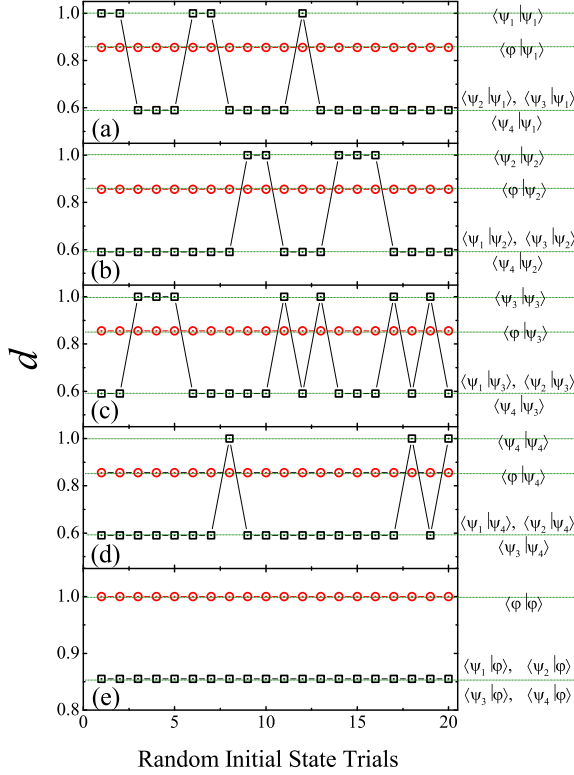 1.0
0.8
0.6
(a)
⟨ψ₁|ψ₁⟩
⟨φ|ψ₁⟩
⟨ψ₂|ψ₁⟩, ⟨ψ₃|ψ₁⟩
⟨ψ₄|ψ₁⟩
1.0
0.8
0.6
(b)
⟨ψ₂|ψ₂⟩
⟨φ|ψ₂⟩
⟨ψ₁|ψ₂⟩, ⟨ψ₃|ψ₂⟩
⟨ψ₄|ψ₂⟩
d
1.0
0.8
0.6
(c)
⟨ψ₃|ψ₃⟩
⟨φ|ψ₃⟩
⟨ψ₁|ψ₃⟩, ⟨ψ₂|ψ₃⟩
⟨ψ₄|ψ₃⟩
1.0
0.8
0.6
(d)
⟨ψ₄|ψ₄⟩
⟨φ|ψ₄⟩
⟨ψ₁|ψ₄⟩, ⟨ψ₂|ψ₄⟩
⟨ψ₃|ψ₄⟩
1.0
0.9
0.8
(e)
⟨φ|φ⟩
⟨ψ₁|φ⟩, ⟨ψ₂|φ⟩
⟨ψ₃|φ⟩, ⟨ψ₄|φ⟩
0 5 10 15 20
Random Initial State Trials